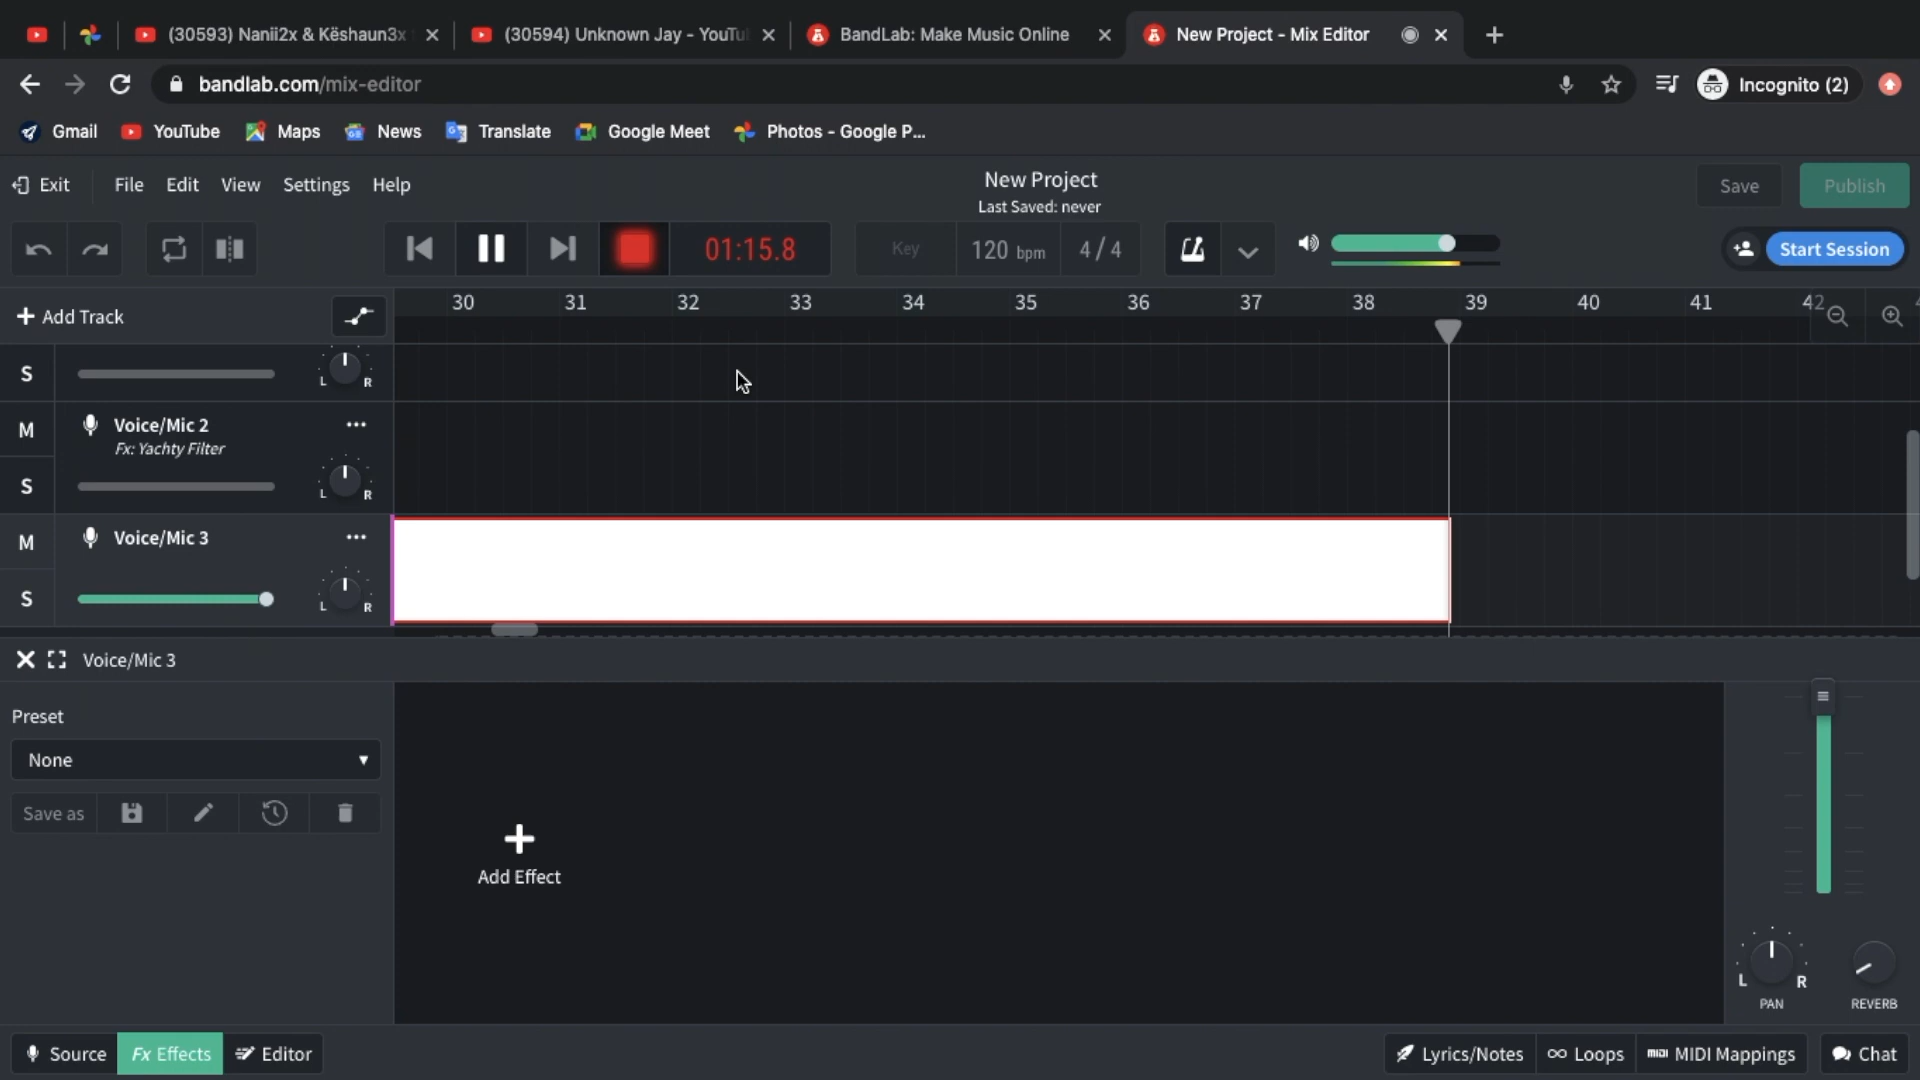 (30593) Nanii2x & Këshaun3x
(30594) Unknown Jay - YouTu
BandLab: Make Music Online
New Project - Mix Editor
bandlab.com/mix-editor
Incognito (2)
Gmail
YouTube
Maps
News
Translate
Google Meet
Photos - Google P...
Exit
File
Edit
View
Settings
Help
New Project
Last Saved: never
Save
Publish
01:15.8
Key
120 bpm
4 / 4
Start Session
+ Add Track
30
31
32
33
34
35
36
37
38
39
40
41
42
S
L
R
M
Voice/Mic 2
Fx: Yachty Filter
S
L
R
M
Voice/Mic 3
S
L
R
Voice/Mic 3
Preset
None
Save as
Add Effect
L
R
PAN
REVERB
Source
Fx Effects
Editor
Lyrics/Notes
Loops
MIDI Mappings
Chat